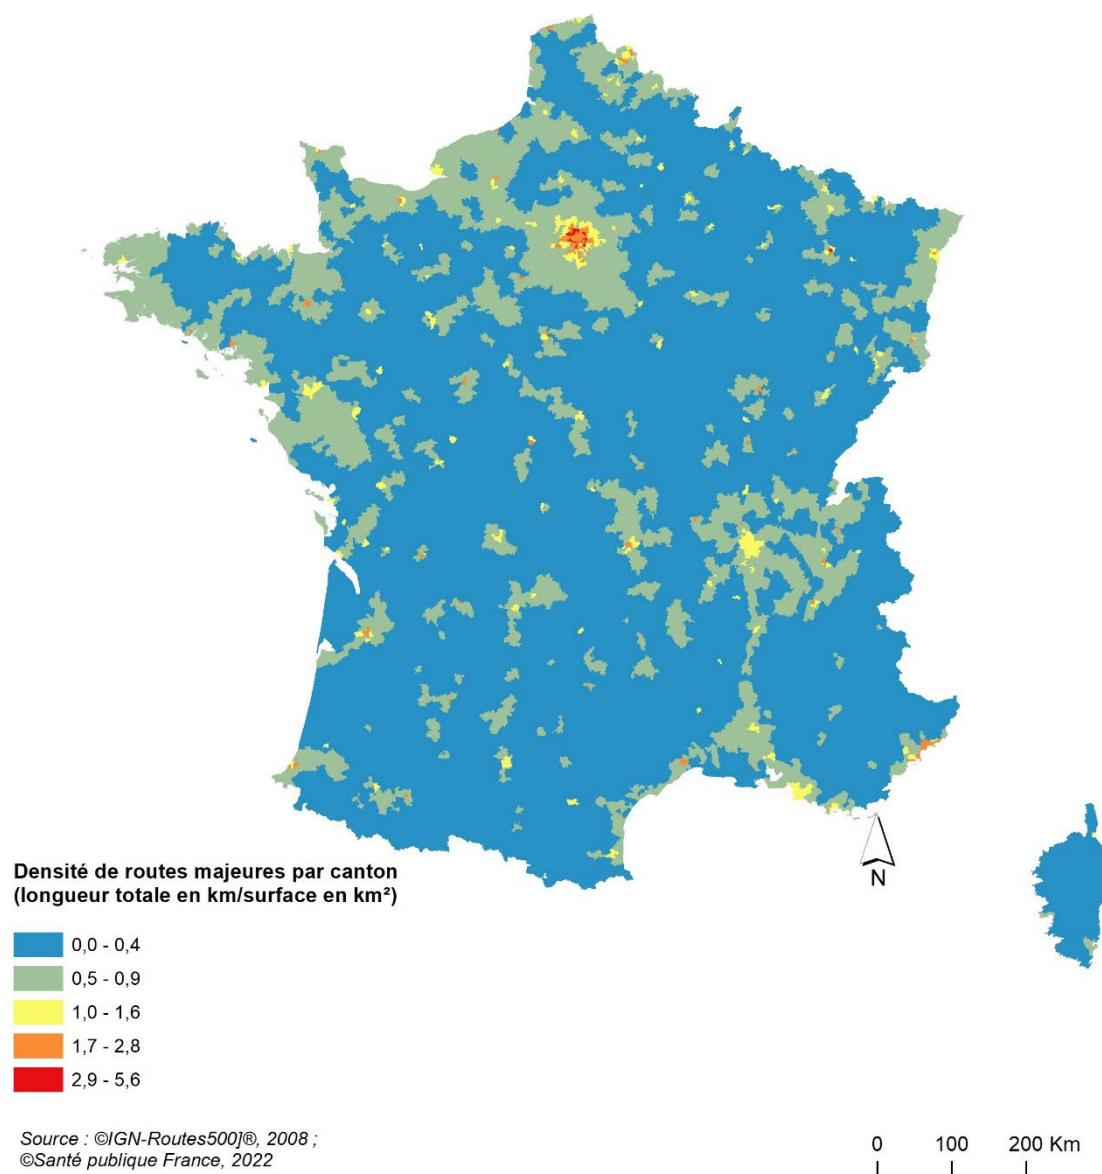 N
Densité de routes majeures par canton
(longueur totale en km/surface en km²)
0,0 - 0,4
0,5 - 0,9
1,0 - 1,6
1,7 - 2,8
2,9 - 5,6
Source : ©IGN-Routes500]®, 2008 ;
©Santé publique France, 2022
0 100 200 Km